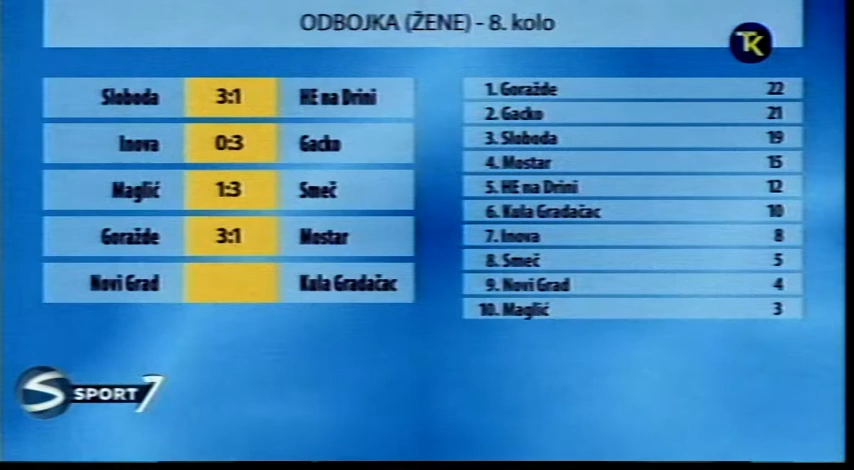 ODBOJKA (ŽENE) - 8. kolo
TK
Sloboda 3:1 HE na Drini
Inova 0:3 Gacko
Maglić 1:3 Smeč
Goražde 3:1 Mostar
Novi Grad Kula Gradačac
1. Goražde 22
2. Gacko 21
3. Sloboda 19
4. Mostar 15
5. HE na Drini 12
6. Kula Gradačac 10
7. Inova 8
8. Smeč 5
9. Novi Grad 4
10. Maglić 3
S SPORT 7